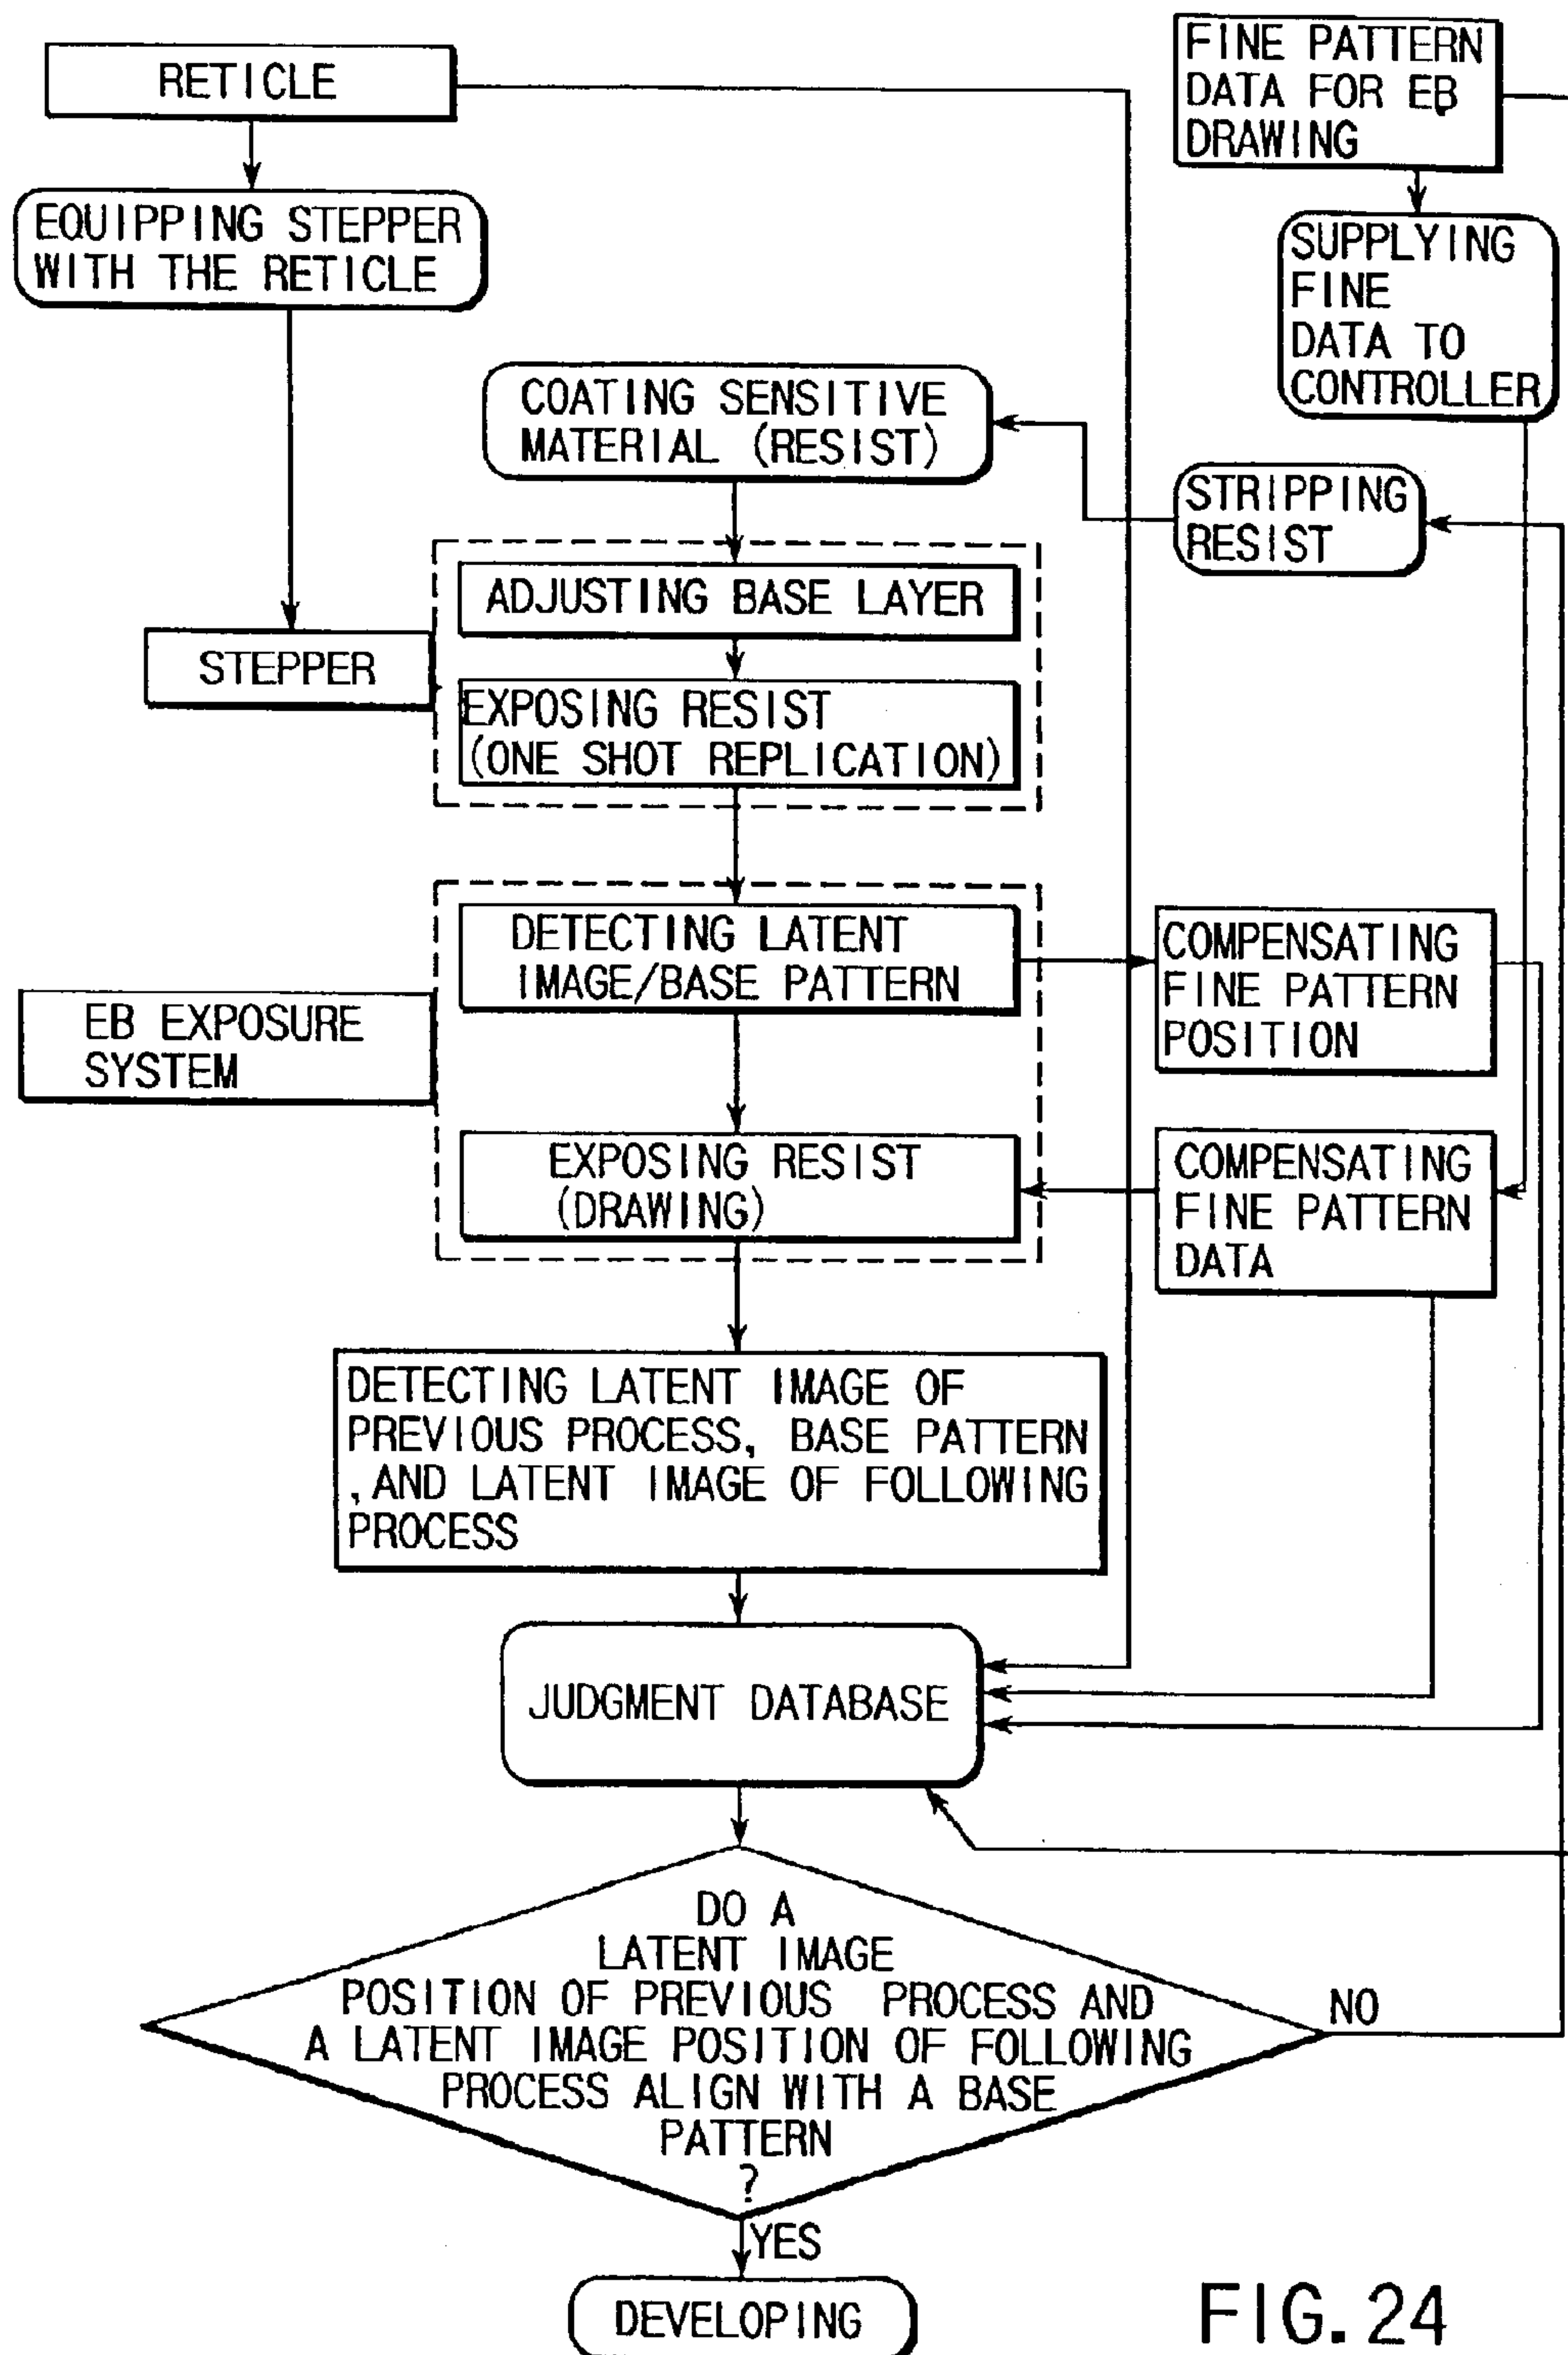 RETICLE
FINE PATTERN
DATA FOR EB
DRAWING
EQUIPPING STEPPER
WITH THE RETICLE
SUPPLYING
FINE
DATA TO
CONTROLLER
COATING SENSITIVE
MATERIAL (RESIST)
STRIPPING
RESIST
ADJUSTING BASE LAYER
STEPPER
EXPOSING RESIST
(ONE SHOT REPLICATION)
DETECTING LATENT
IMAGE/BASE PATTERN
COMPENSATING
FINE PATTERN
POSITION
EB EXPOSURE
SYSTEM
EXPOSING RESIST
(DRAWING)
COMPENSATING
FINE PATTERN
DATA
DETECTING LATENT IMAGE OF
PREVIOUS PROCESS, BASE PATTERN
, AND LATENT IMAGE OF FOLLOWING
PROCESS
JUDGMENT DATABASE
DO A
LATENT IMAGE
POSITION OF PREVIOUS PROCESS AND
A LATENT IMAGE POSITION OF FOLLOWING
PROCESS ALIGN WITH A BASE
PATTERN
?
NO
YES
DEVELOPING
FIG. 24